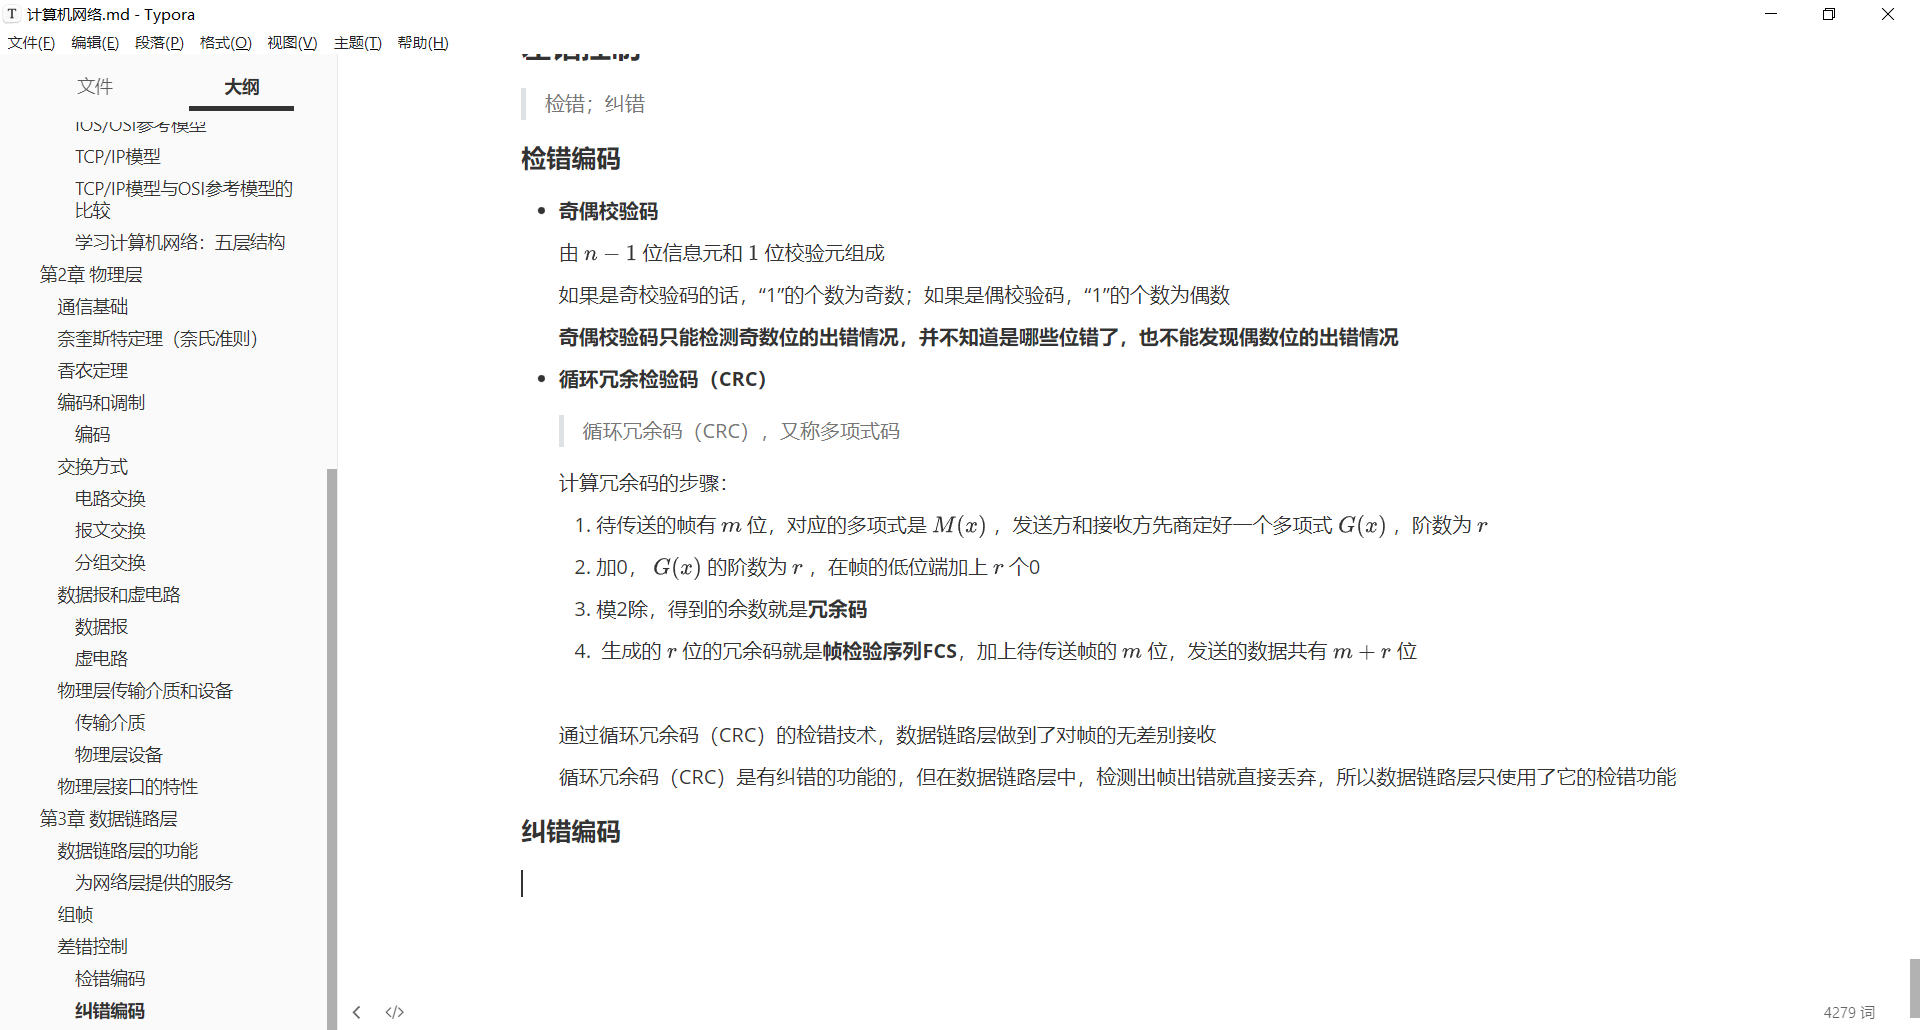 计算机网络.md - Typora
文件(F) 编辑(E) 段落(P) 格式(O) 视图(V) 主题(T) 帮助(H)
文件 大纲
IOS/OSI参考模型
TCP/IP模型
TCP/IP模型与OSI参考模型的
比较
学习计算机网络：五层结构
第2章 物理层
通信基础
奈奎斯特定理（奈氏准则）
香农定理
编码和调制
编码
交换方式
电路交换
报文交换
分组交换
数据报和虚电路
数据报
虚电路
物理层传输介质和设备
传输介质
物理层设备
物理层接口的特性
第3章 数据链路层
数据链路层的功能
为网络层提供的服务
组帧
差错控制
检错编码
纠错编码
差错控制
检错；纠错
检错编码
• 奇偶校验码
由 n − 1 位信息元和 1 位校验元组成
如果是奇校验码的话，“1”的个数为奇数；如果是偶校验码，“1”的个数为偶数
奇偶校验码只能检测奇数位的出错情况，并不知道是哪些位错了，也不能发现偶数位的出错情况
• 循环冗余检验码（CRC）
循环冗余码（CRC），又称多项式码
计算冗余码的步骤：
1. 待传送的帧有 m 位，对应的多项式是 M(x) ，发送方和接收方先商定好一个多项式 G(x) ，阶数为 r
2. 加0， G(x) 的阶数为 r ，在帧的低位端加上 r 个0
3. 模2除，得到的余数就是冗余码
4. 生成的 r 位的冗余码就是帧检验序列FCS，加上待传送帧的 m 位，发送的数据共有 m + r 位
通过循环冗余码（CRC）的检错技术，数据链路层做到了对帧的无差别接收
循环冗余码（CRC）是有纠错的功能的，但在数据链路层中，检测出帧出错就直接丢弃，所以数据链路层只使用了它的检错功能
纠错编码
4279 词